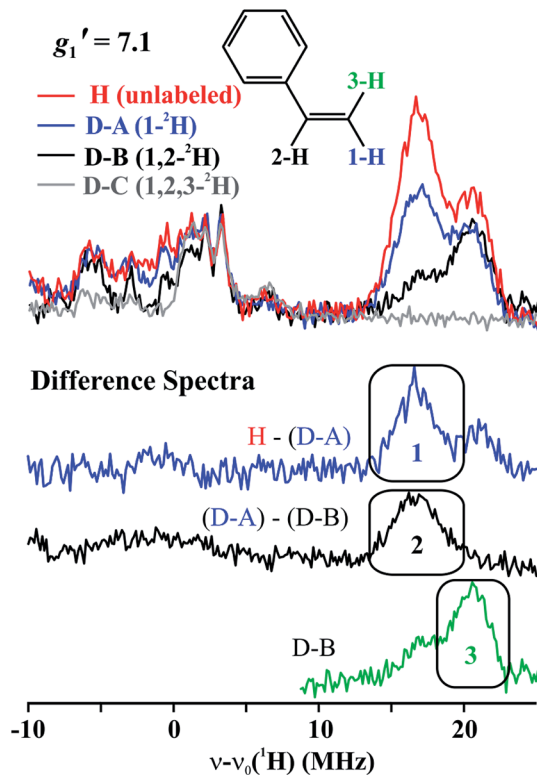 g₁′ = 7.1
H (unlabeled)
D-A (1-²H)
D-B (1,2-²H)
D-C (1,2,3-²H)
3-H
2-H
1-H
Difference Spectra
H - (D-A)
1
(D-A) - (D-B)
2
D-B
3
-10 0 10 20
ν-ν₀(¹H) (MHz)